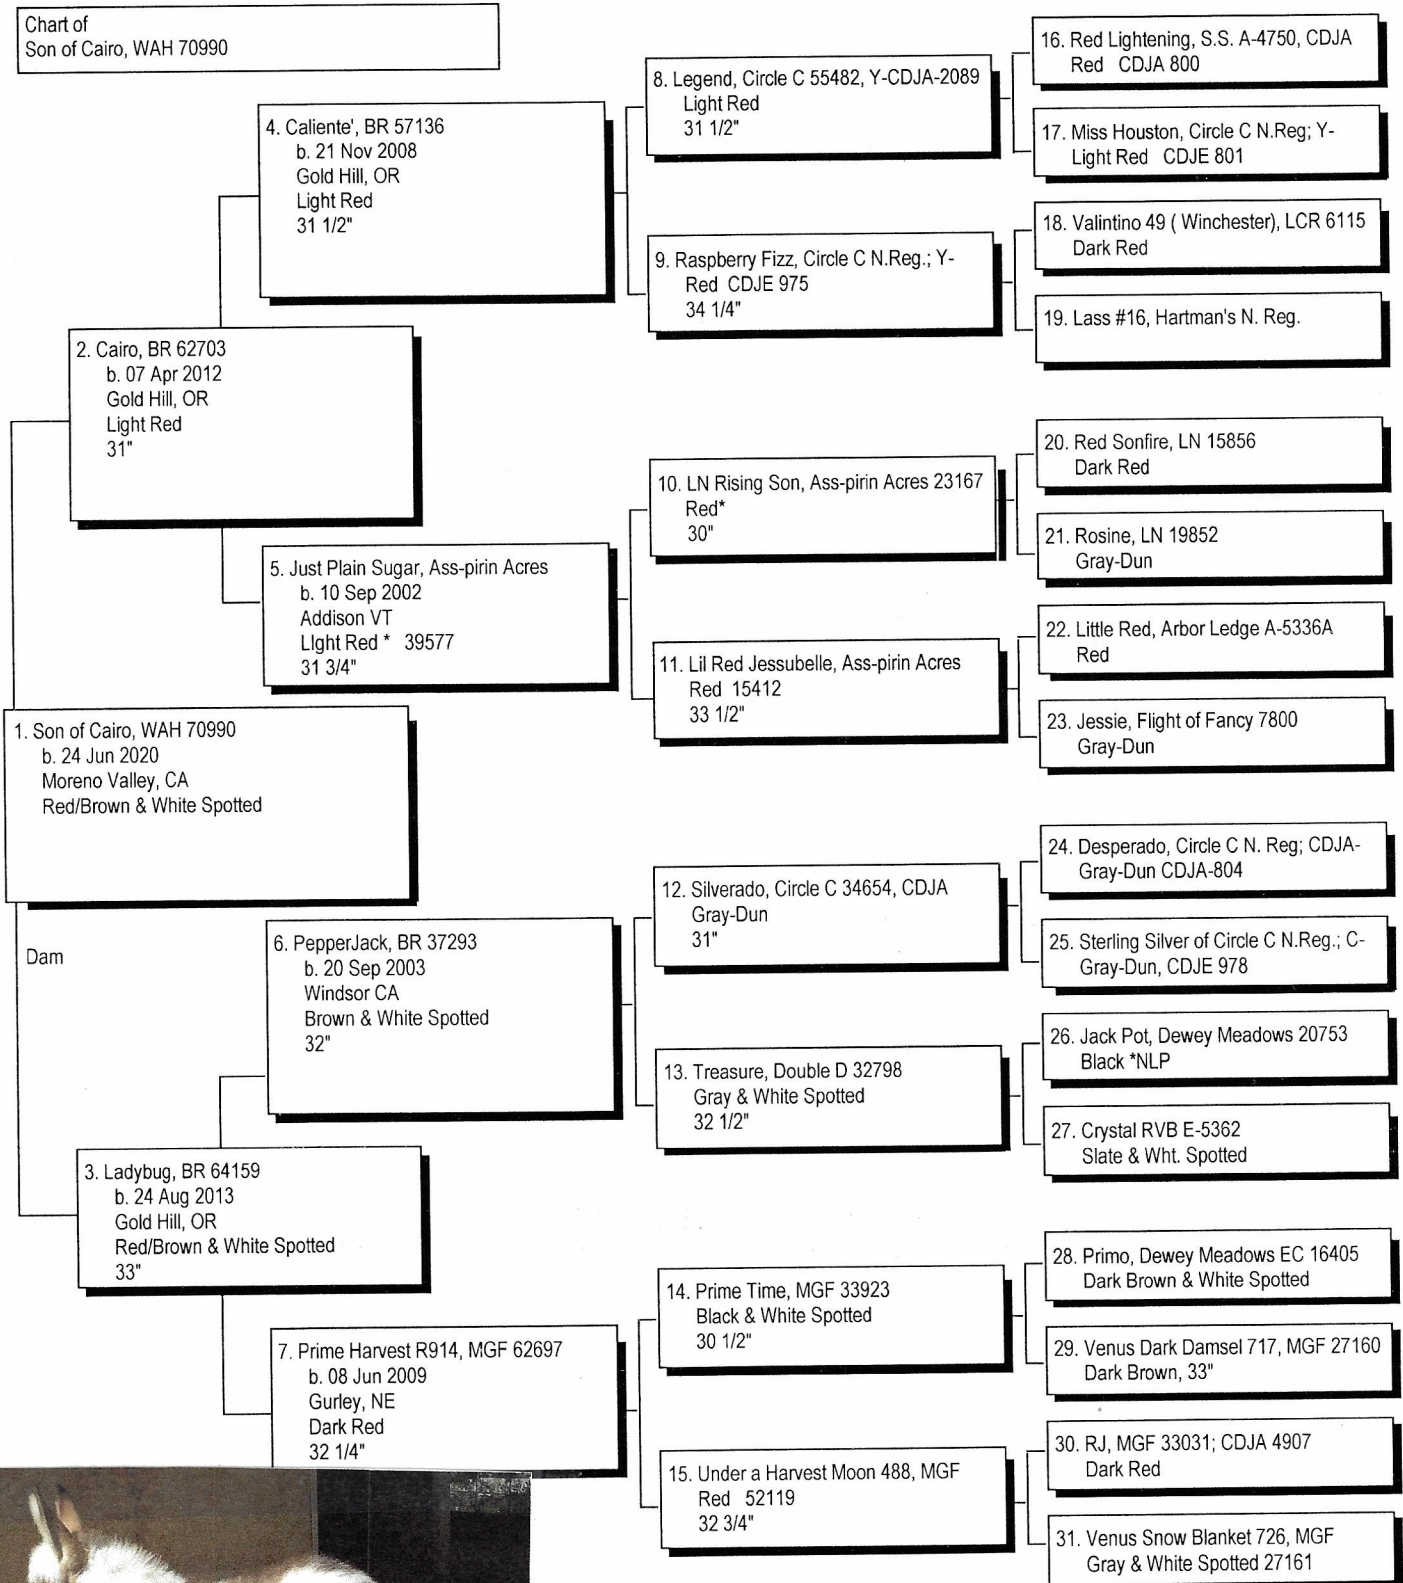 Chart of
Son of Cairo, WAH 70990
16. Red Lightening, S.S. A-4750, CDJA
Red CDJA 800
8. Legend, Circle C 55482, Y-CDJA-2089
Light Red
31 1/2"
17. Miss Houston, Circle C N.Reg; Y-
Light Red CDJE 801
4. Caliente', BR 57136
b. 21 Nov 2008
Gold Hill, OR
Light Red
31 1/2"
18. Valintino 49 ( Winchester), LCR 6115
Dark Red
9. Raspberry Fizz, Circle C N.Reg.; Y-
Red CDJE 975
34 1/4"
19. Lass #16, Hartman's N. Reg.
2. Cairo, BR 62703
b. 07 Apr 2012
Gold Hill, OR
Light Red
31"
20. Red Sonfire, LN 15856
Dark Red
10. LN Rising Son, Ass-pirin Acres 23167
Red*
30"
21. Rosine, LN 19852
Gray-Dun
5. Just Plain Sugar, Ass-pirin Acres
b. 10 Sep 2002
Addison VT
LIght Red * 39577
31 3/4"
22. Little Red, Arbor Ledge A-5336A
Red
11. Lil Red Jessubelle, Ass-pirin Acres
Red 15412
33 1/2"
23. Jessie, Flight of Fancy 7800
Gray-Dun
1. Son of Cairo, WAH 70990
b. 24 Jun 2020
Moreno Valley, CA
Red/Brown & White Spotted
24. Desperado, Circle C N. Reg; CDJA-
Gray-Dun CDJA-804
12. Silverado, Circle C 34654, CDJA
Gray-Dun
31"
25. Sterling Silver of Circle C N.Reg.; C-
Gray-Dun, CDJE 978
Dam
6. PepperJack, BR 37293
b. 20 Sep 2003
Windsor CA
Brown & White Spotted
32"
26. Jack Pot, Dewey Meadows 20753
Black *NLP
13. Treasure, Double D 32798
Gray & White Spotted
32 1/2"
27. Crystal RVB E-5362
Slate & Wht. Spotted
3. Ladybug, BR 64159
b. 24 Aug 2013
Gold Hill, OR
Red/Brown & White Spotted
33"
28. Primo, Dewey Meadows EC 16405
Dark Brown & White Spotted
14. Prime Time, MGF 33923
Black & White Spotted
30 1/2"
29. Venus Dark Damsel 717, MGF 27160
Dark Brown, 33"
7. Prime Harvest R914, MGF 62697
b. 08 Jun 2009
Gurley, NE
Dark Red
32 1/4"
30. RJ, MGF 33031; CDJA 4907
Dark Red
15. Under a Harvest Moon 488, MGF
Red 52119
32 3/4"
31. Venus Snow Blanket 726, MGF
Gray & White Spotted 27161